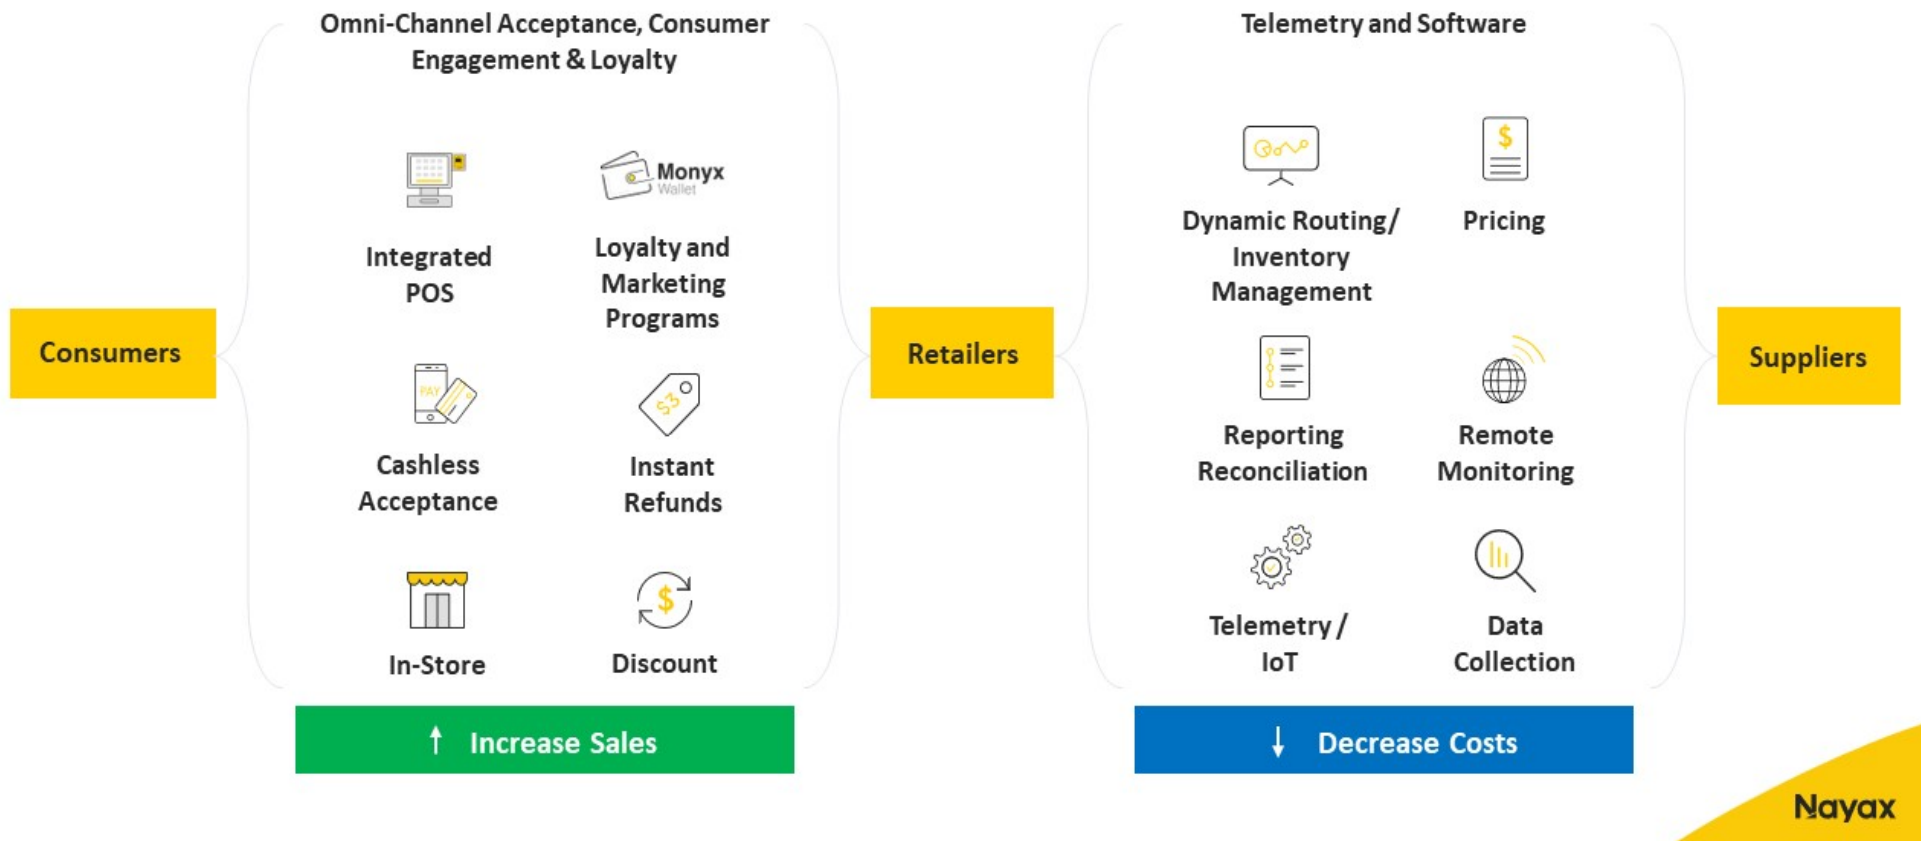 Omni-Channel Acceptance, Consumer
Engagement & Loyalty
Telemetry and Software
Monyx
Wallet
$
Integrated
POS
Loyalty and
Marketing
Programs
Dynamic Routing/
Inventory
Management
Pricing
Consumers
Retailers
Suppliers
PAY
$3
Cashless
Acceptance
Instant
Refunds
Reporting
Reconciliation
Remote
Monitoring
$
In-Store
Discount
Telemetry /
IoT
Data
Collection
↑ Increase Sales
↓ Decrease Costs
Nayax